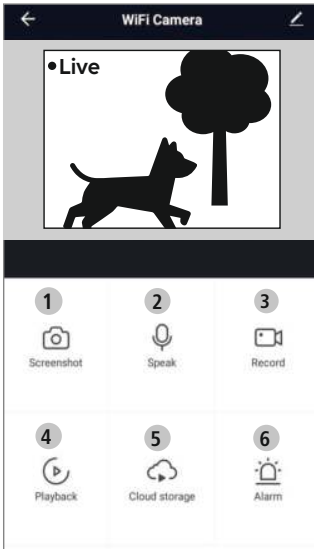 WiFi Camera
•Live
1 2 3
Screenshot Speak Record
4 5 6
Playback Cloud storage Alarm